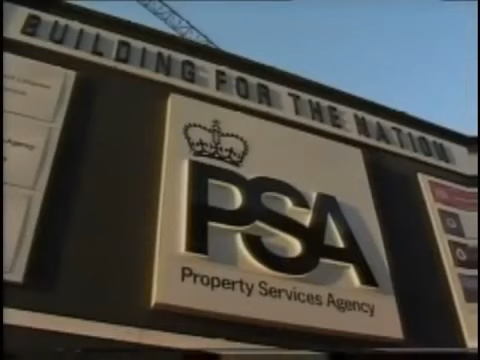 BUILDING FOR THE NATION
PSA
Property Services Agency